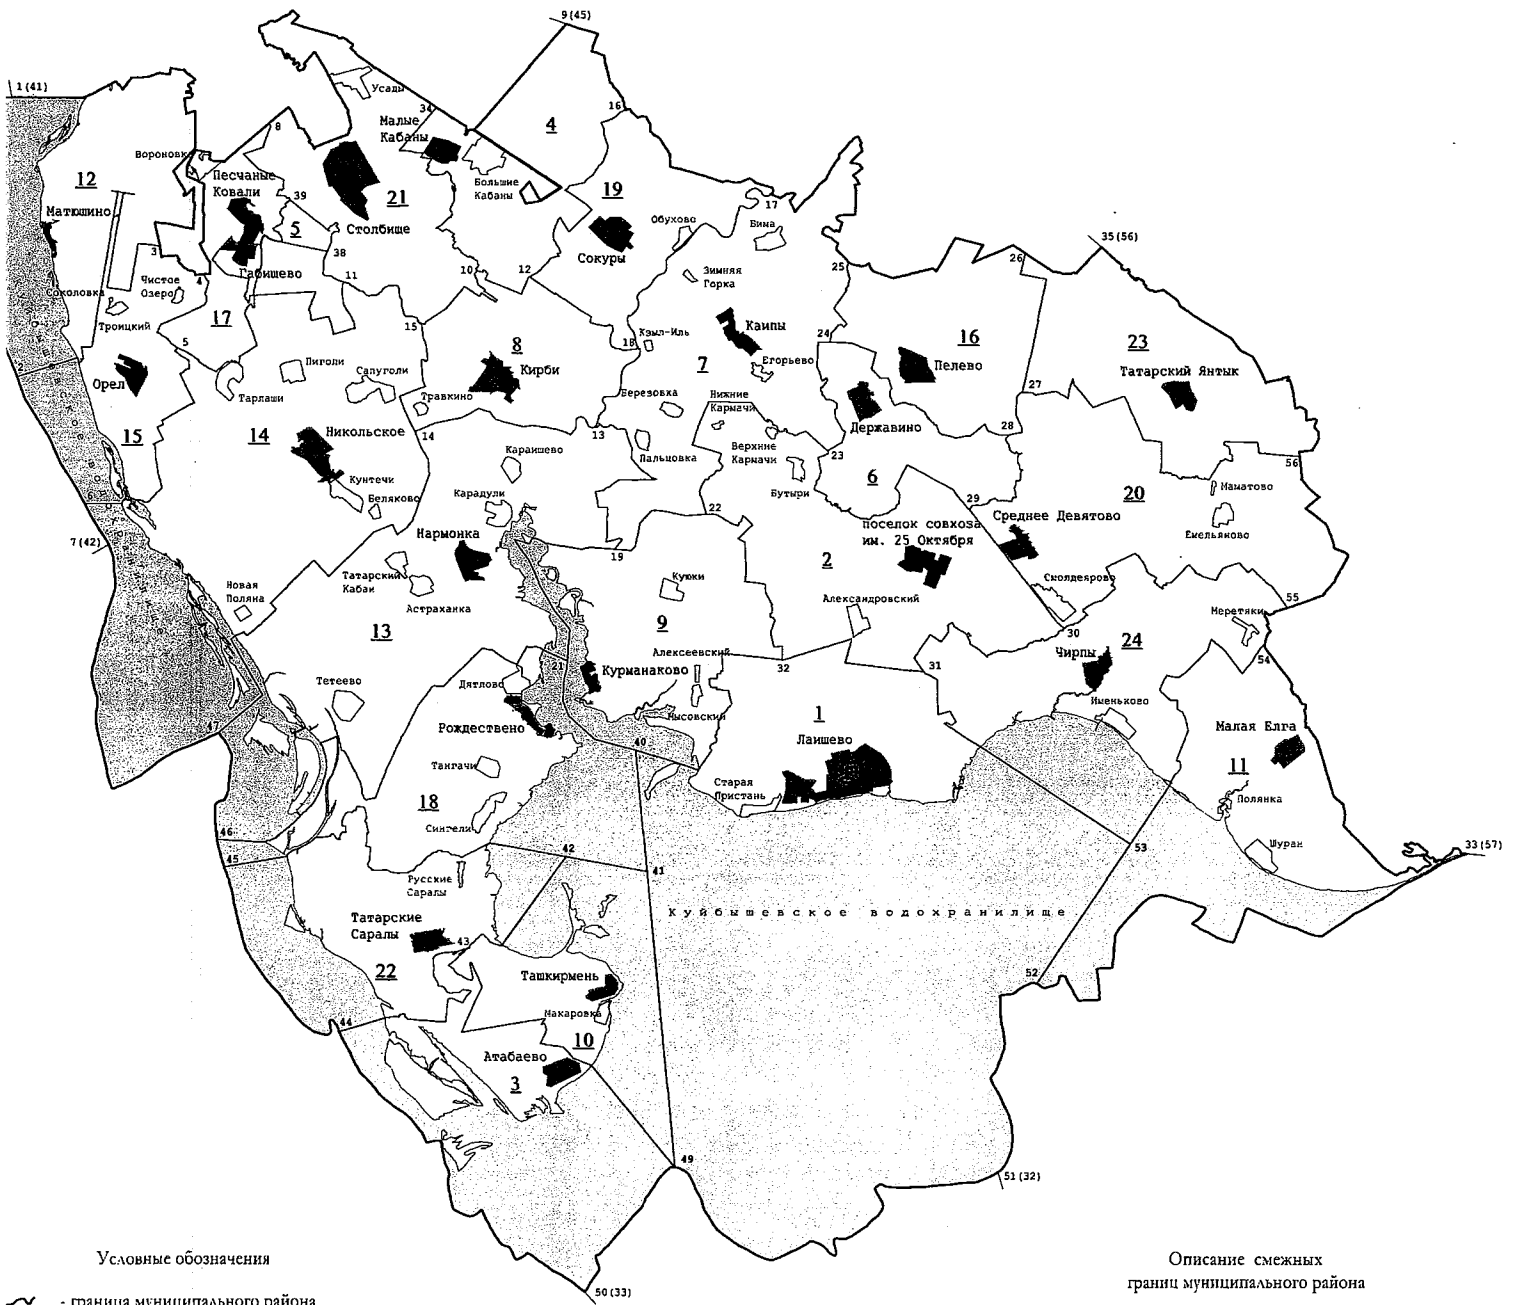 9 (45)
1 (41)
Усады
34
Малые
Кабаны
16
4
8
Вороновка
12
Песчаные
Ковали
21
Большие
Кабаны
19
39
17
35 (56)
Матюшино
5
Столбище
Обухово
Бима
Сокуры
38
26
3
Габишево
11
10
12
25
Чистое
Озеро
4
Зимняя
Горка
Соколовка
17
Троицкий
15
Каипы
24
16
23
5
8
18
Кзыл-Иль
7
2
Пиголи
Кирби
Егорьево
Пелево
Татарский Янтык
Орел
Сапуголи
27
Тарлаши
Травкино
Березовка
Нижние
Кармачи
Державино
15
14
Никольское
14
13
28
Караишево
Пальцовка
Верхние
Кармачи
23
56
Кунтечи
6
Маматово
Беляково
Карадули
Бутыри
20
6
22
29
Среднее Девятово
7 (42)
Нармонка
поселок совхоза
им. 25 Октября
Емельяново
19
2
Татарский
Кабан
Куюки
Смолдеярово
Новая
Поляна
Астраханка
Александровский
55
13
9
Меретяки
30
24
21
Алексеевский
32
31
Чирпы
54
Тетеево
Дятлово
Курманаково
Мысовский
Именьково
47
Рождествено
1
Малая Елга
40
Лаишево
Тангачи
11
Старая
Пристань
Полянка
18
46
Сингели
45
42
53
Шуран
33 (57)
41
Русские
Саралы
Куйбышевское водохранилище
Татарские
Саралы
43
22
Ташкирмень
52
Макаровка
44
10
Атабаево
3
49
51 (32)
Условные обозначения
Описание смежных
границ муниципального района
50 (33)
- граница муниципального района